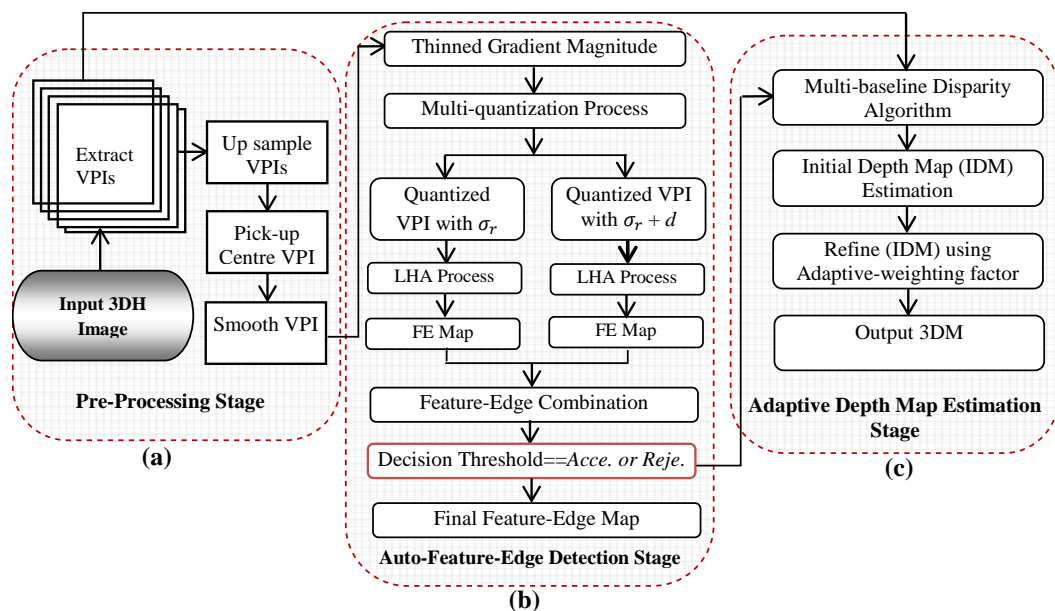 Extract
VPIs
Up sample
VPIs
Pick-up
Centre VPI
Smooth VPI
Input 3DH
Image
Pre-Processing Stage
(a)
Thinned Gradient Magnitude
Multi-quantization Process
Quantized
VPI with σr
Quantized VPI
with σr + d
LHA Process
LHA Process
FE Map
FE Map
Feature-Edge Combination
Decision Threshold==Acce. or Reje.
Final Feature-Edge Map
Auto-Feature-Edge Detection Stage
(b)
Multi-baseline Disparity
Algorithm
Initial Depth Map (IDM)
Estimation
Refine (IDM) using
Adaptive-weighting factor
Output 3DM
Adaptive Depth Map Estimation
Stage
(c)